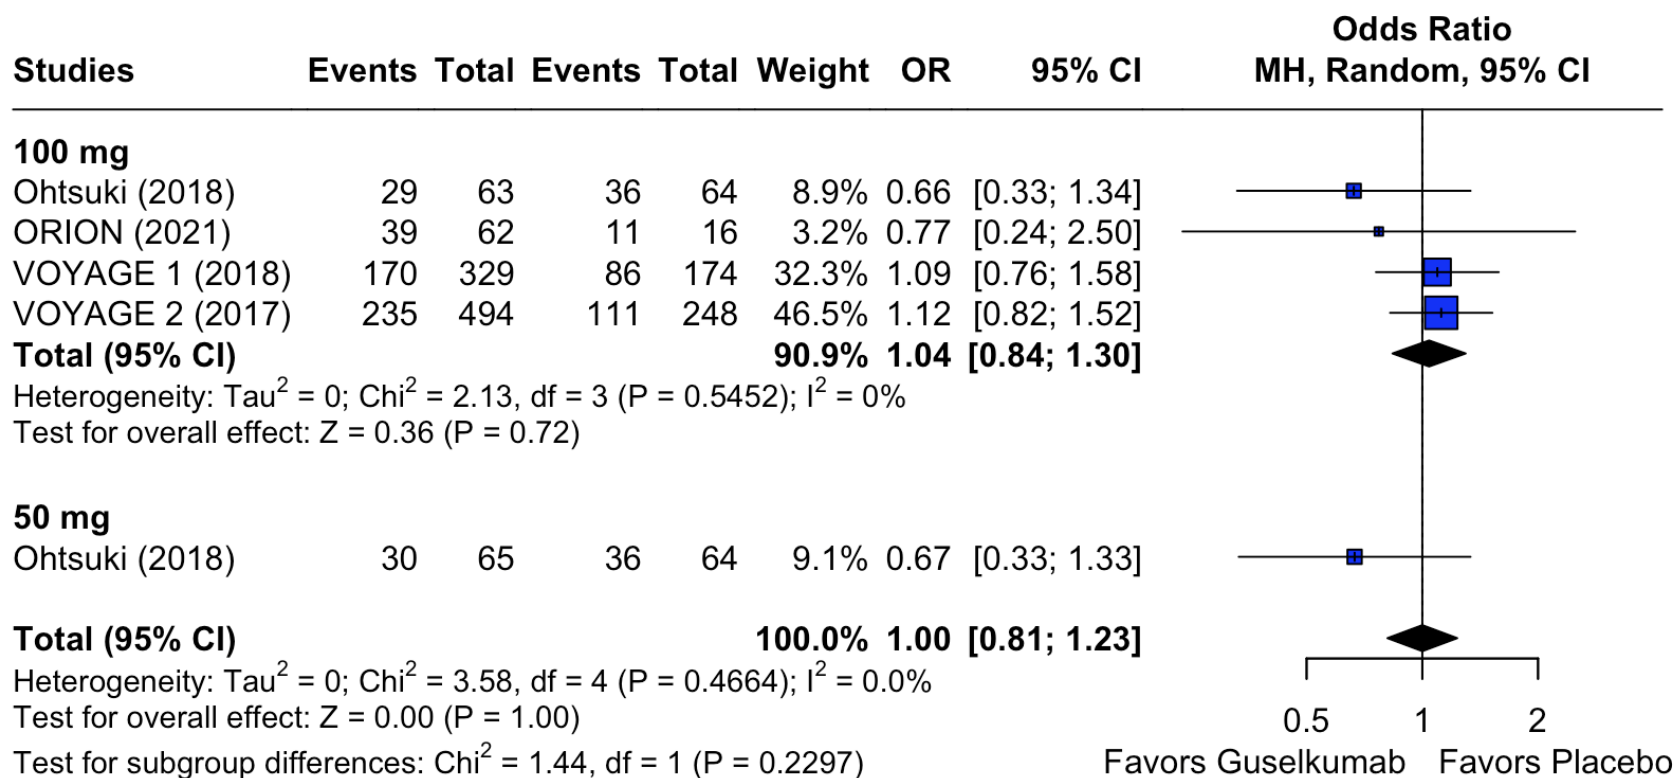 Odds Ratio
Studies Events Total Events Total Weight OR 95% CI MH, Random, 95% CI
100 mg
Ohtsuki (2018) 29 63 36 64 8.9% 0.66 [0.33; 1.34]
ORION (2021) 39 62 11 16 3.2% 0.77 [0.24; 2.50]
VOYAGE 1 (2018) 170 329 86 174 32.3% 1.09 [0.76; 1.58]
VOYAGE 2 (2017) 235 494 111 248 46.5% 1.12 [0.82; 1.52]
Total (95% CI) 90.9% 1.04 [0.84; 1.30]
Heterogeneity: Tau² = 0; Chi² = 2.13, df = 3 (P = 0.5452); I² = 0%
Test for overall effect: Z = 0.36 (P = 0.72)
50 mg
Ohtsuki (2018) 30 65 36 64 9.1% 0.67 [0.33; 1.33]
Total (95% CI) 100.0% 1.00 [0.81; 1.23]
Heterogeneity: Tau² = 0; Chi² = 3.58, df = 4 (P = 0.4664); I² = 0.0%
Test for overall effect: Z = 0.00 (P = 1.00)
0.5 1 2
Test for subgroup differences: Chi² = 1.44, df = 1 (P = 0.2297)
Favors Guselkumab Favors Placebo